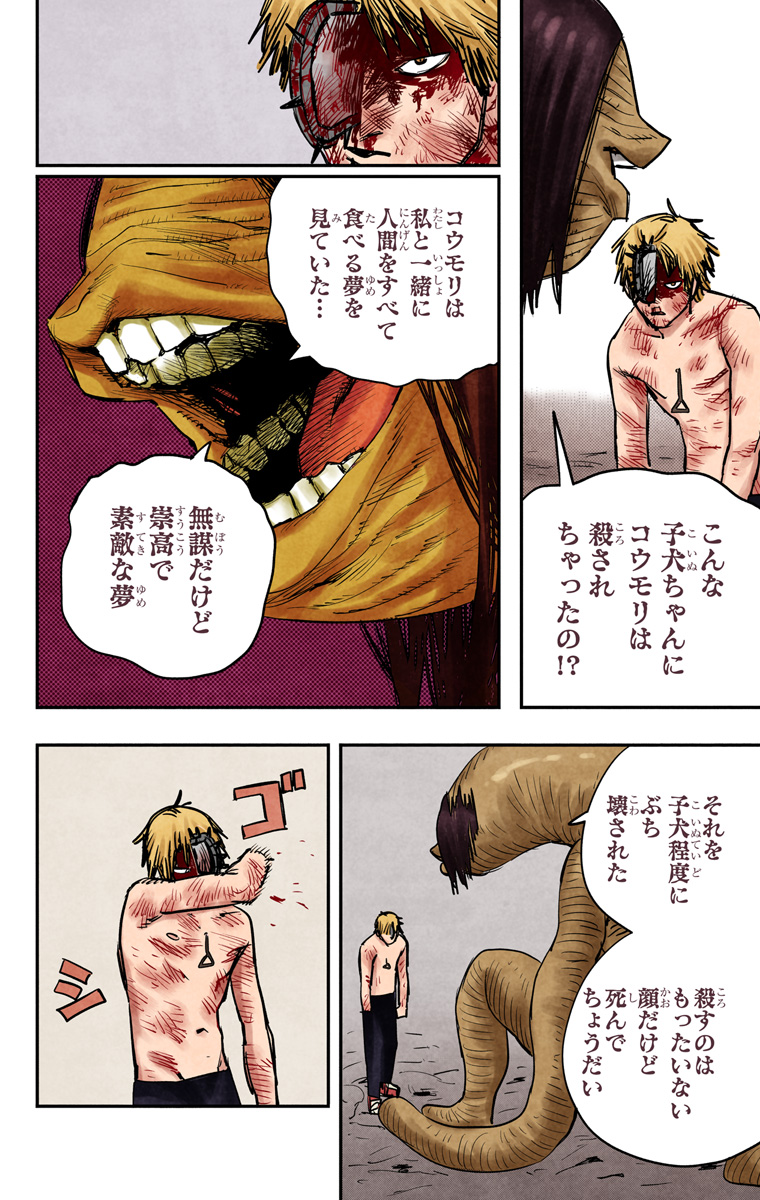 こんな
子犬ちゃんに
コウモリは
殺され
ちゃったの!?
コウモリは
私と一緒に
人間をすべて
食べる夢を
見ていた…
無謀だけど
崇高で
素敵な夢
それを
子犬程度に
ぶち
壊された
殺すのは
もったいない
顔だけど
死んで
ちょうだい
ゴ
シ